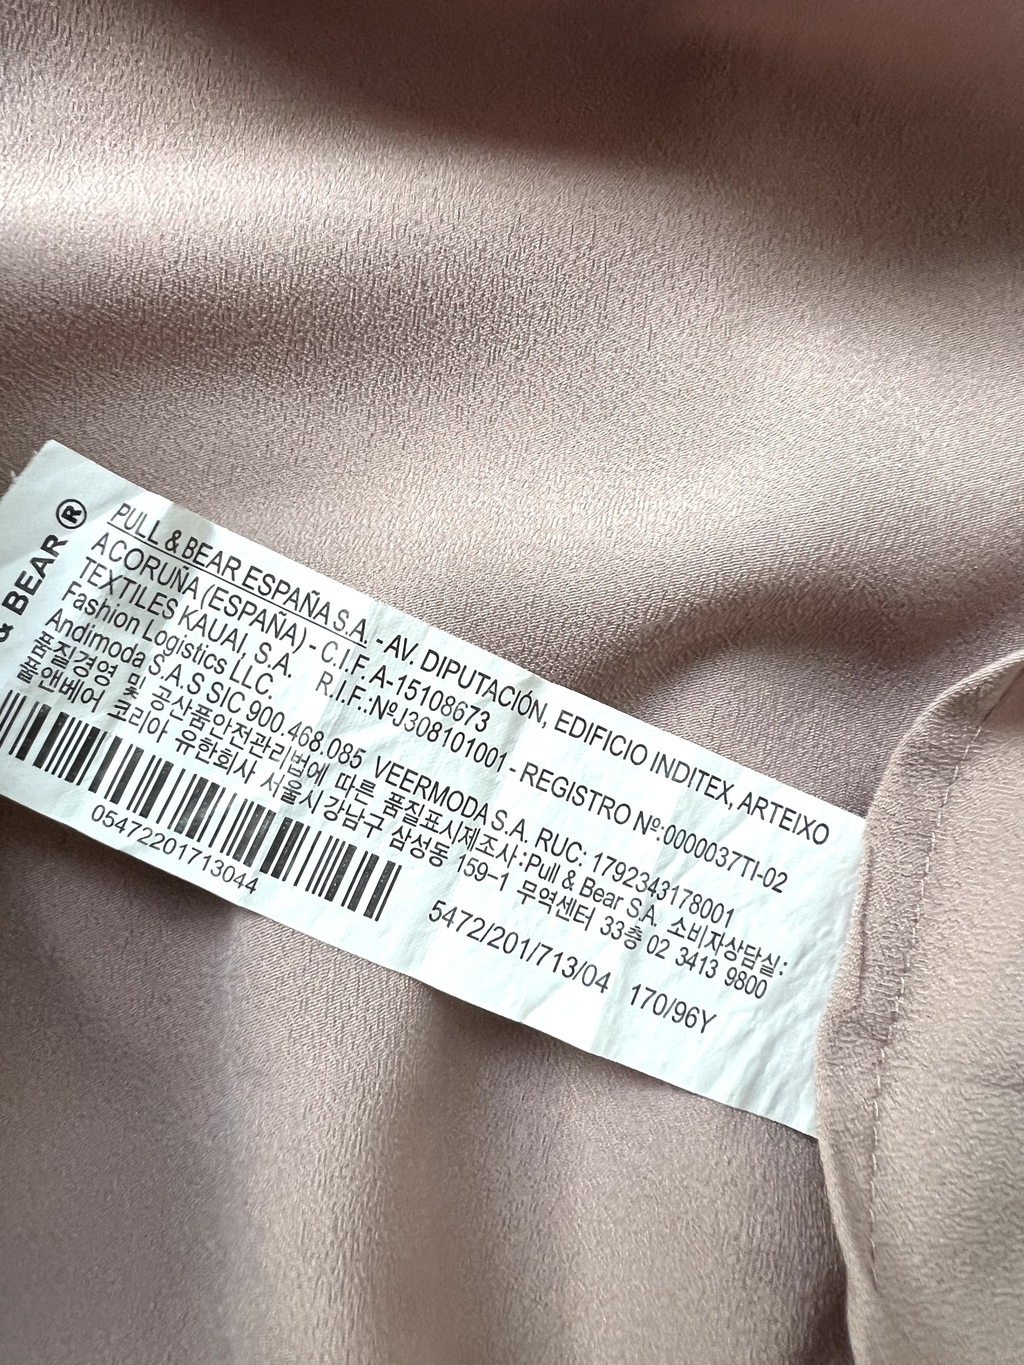 & BEAR ®
PULL & BEAR ESPAÑA S.A. - AV. DIPUTACIÓN, EDIFICIO INDITEX, ARTEIXO
A CORUÑA (ESPAÑA) - C.I.F. A-15108673
TEXTILES KAUAI, S.A. R.I.F.:NºJ308101001 - REGISTRO Nº:0000037TI-02
Fashion Logistics LLC.
Andimoda S.A.S SIC 900.468.085 VEERMODA S.A. RUC: 1792343178001
품질경영 및 공산품안전관리법에 따른 품질표시제조사:Pull & Bear S.A. 소비자상담실:
풀앤베어 코리아 유한회사 서울시 강남구 삼성동 159-1 무역센터 33층 02 3413 9800
05472201713044
5472/201/713/04 170/96Y